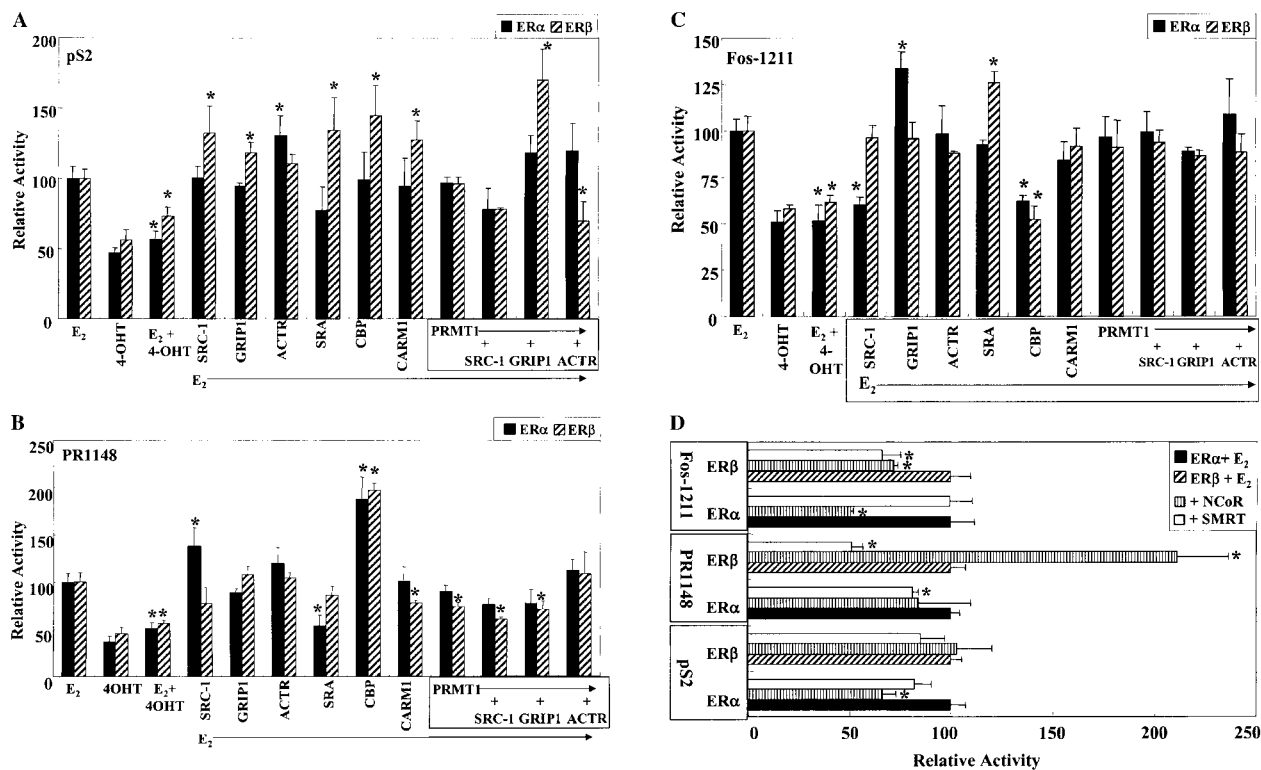 A
ERα ERβ
pS2
200
150
100
50
0
Relative Activity
* * * * * * * * * *
E2
4-OHT
E2 +
4-OHT
SRC-1
GRIP1
ACTR
SRA
CBP
CARM1
PRMT1
+ + +
SRC-1 GRIP1 ACTR
E2
B
ERα ERβ
PR1148
250
200
150
100
50
0
Relative Activity
* * * * * * * * * *
E2
4OHT
E2+
4OHT
SRC-1
GRIP1
ACTR
SRA
CBP
CARM1
PRMT1
+ + +
SRC-1 GRIP1 ACTR
E2
C
ERα ERβ
Fos-1211
150
125
100
75
50
25
0
Relative Activity
* * * * * * *
E2
4-OHT
E2 +
4-
OHT
SRC-1
GRIP1
ACTR
SRA
CBP
CARM1
PRMT1
+ + +
SRC-1 GRIP1 ACTR
E2
D
ERα+ E2
ERβ + E2
+ NCoR
+ SMRT
Fos-1211
ERβ
*
*
ERα
*
PR1148
ERβ
*
*
ERα
*
pS2
ERβ
ERα
*
0 50 100 150 200 250
Relative Activity